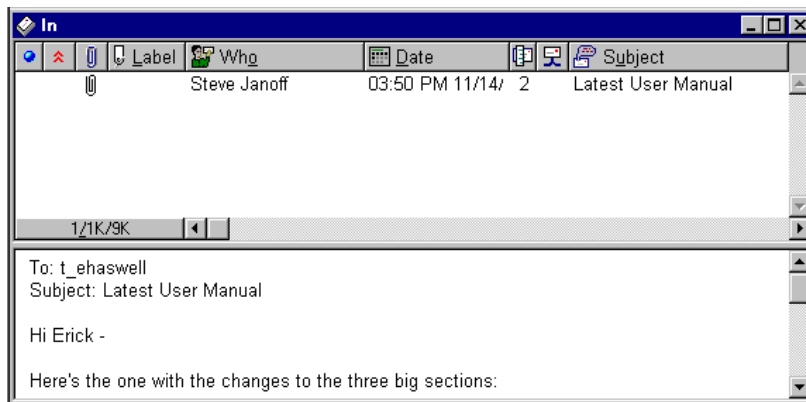 In
Label Who Date Subject
Steve Janoff 03:50 PM 11/14/ 2 Latest User Manual
1/1K/9K
To: t_ehaswell
Subject: Latest User Manual
Hi Erick -
Here's the one with the changes to the three big sections: